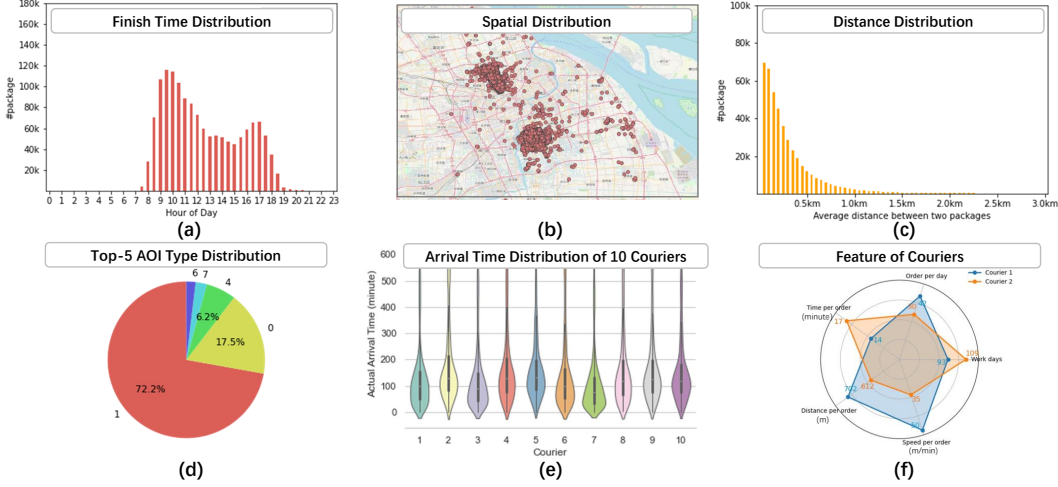 Finish Time Distribution
180k
160k
140k
120k
100k
80k
60k
40k
20k
#package
0 1 2 3 4 5 6 7 8 9 10 11 12 13 14 15 16 17 18 19 20 21 22 23
Hour of Day
(a)
Spatial Distribution
(b)
Distance Distribution
100k
80k
60k
40k
20k
#package
0.5km 1.0km 1.5km 2.0km 2.5km 3.0km
Average distance between two packages
(c)
Top-5 AOI Type Distribution
6 7
4
0
6.2%
17.5%
72.2%
1
(d)
Arrival Time Distribution of 10 Couriers
600
500
400
300
200
100
0
Actual Arrival Time (minute)
1 2 3 4 5 6 7 8 9 10
Courier
(e)
Feature of Couriers
Courier 1
Courier 2
Order per day
Time per order
(minute)
17
14
109
Work days
702
612
35
50
Distance per order
(m)
Speed per order
(m/min)
(f)